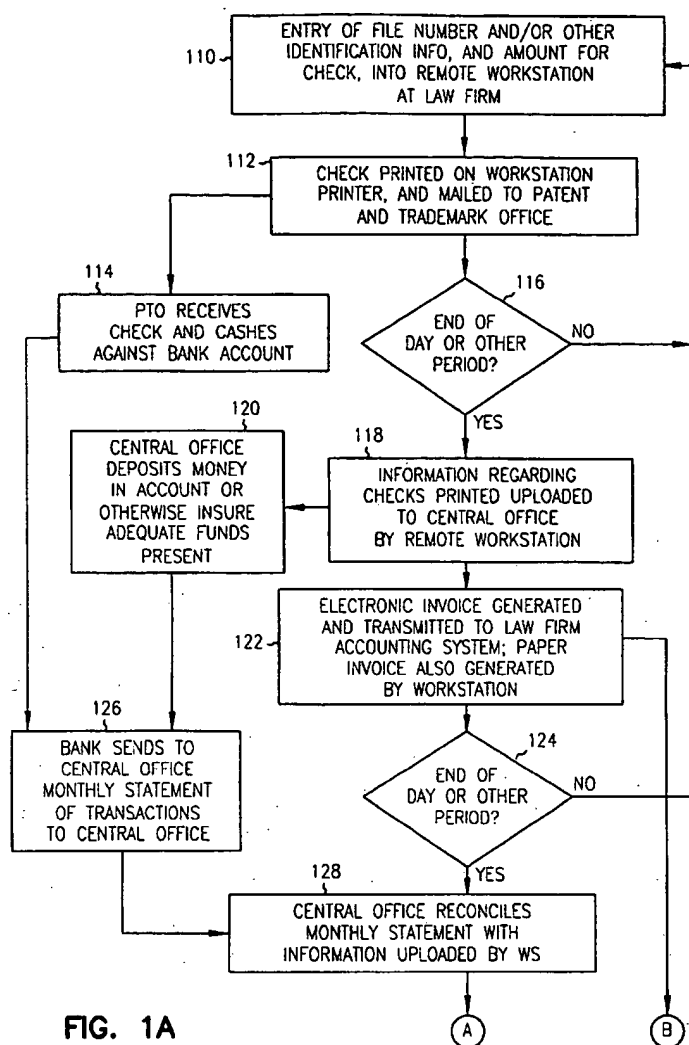 110
ENTRY OF FILE NUMBER AND/OR OTHER
IDENTIFICATION INFO, AND AMOUNT FOR
CHECK, INTO REMOTE WORKSTATION
AT LAW FIRM
112
CHECK PRINTED ON WORKSTATION
PRINTER, AND MAILED TO PATENT
AND TRADEMARK OFFICE
114
PTO RECEIVES
CHECK AND CASHES
AGAINST BANK ACCOUNT
116
END OF
DAY OR OTHER
PERIOD?
NO
YES
118
INFORMATION REGARDING
CHECKS PRINTED UPLOADED
TO CENTRAL OFFICE
BY REMOTE WORKSTATION
120
CENTRAL OFFICE
DEPOSITS MONEY
IN ACCOUNT OR
OTHERWISE INSURE
ADEQUATE FUNDS
PRESENT
122
ELECTRONIC INVOICE GENERATED
AND TRANSMITTED TO LAW FIRM
ACCOUNTING SYSTEM; PAPER
INVOICE ALSO GENERATED
BY WORKSTATION
124
END OF
DAY OR OTHER
PERIOD?
NO
YES
126
BANK SENDS TO
CENTRAL OFFICE
MONTHLY STATEMENT
OF TRANSACTIONS
TO CENTRAL OFFICE
128
CENTRAL OFFICE RECONCILES
MONTHLY STATEMENT WITH
INFORMATION UPLOADED BY WS
A
B
FIG. 1A